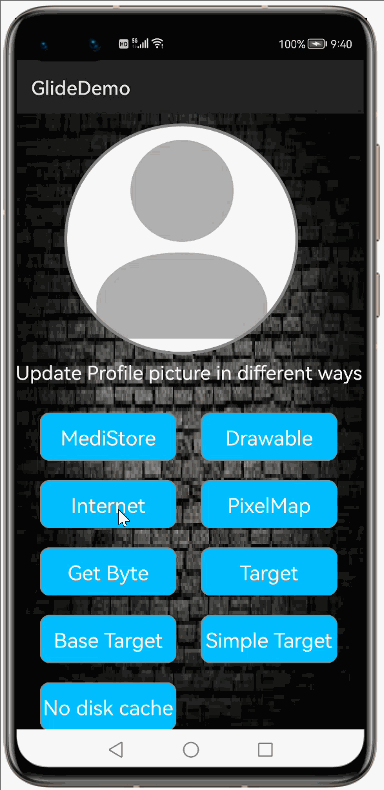 HD 5G 100% 9:40
GlideDemo
Update Profile picture in different ways
MediStore Drawable
Internet PixelMap
Get Byte Target
Base Target Simple Target
No disk cache